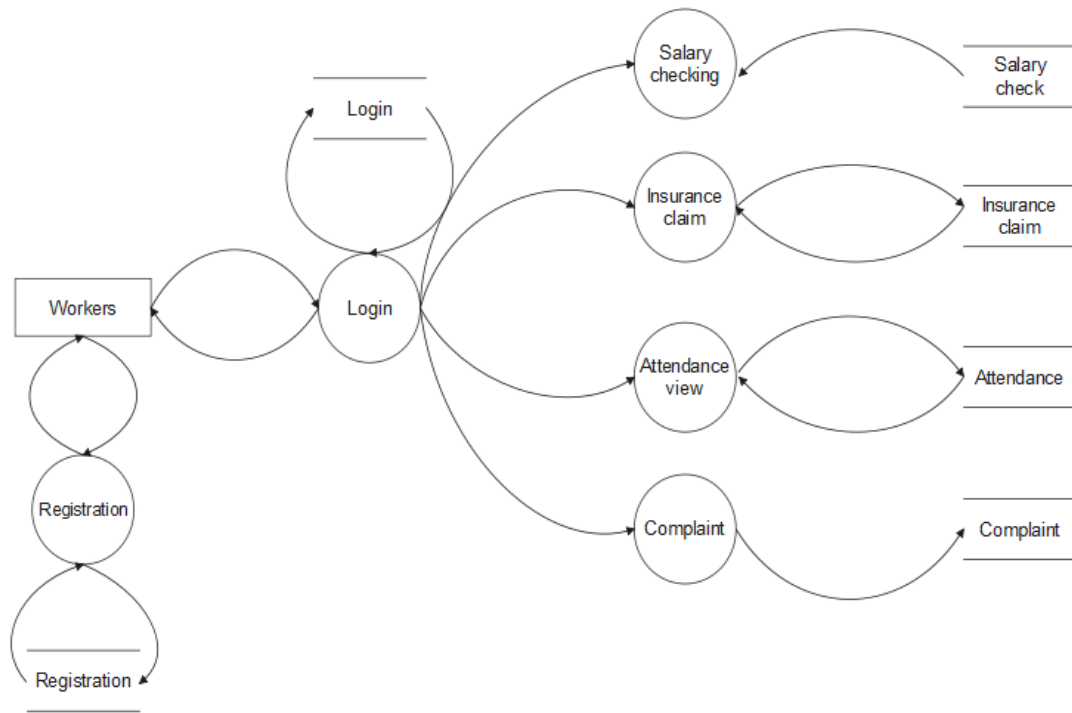 Salary
checking
Salary
check
Login
Insurance
claim
Insurance
claim
Workers
Login
Attendance
view
Attendance
Registration
Complaint
Complaint
Registration